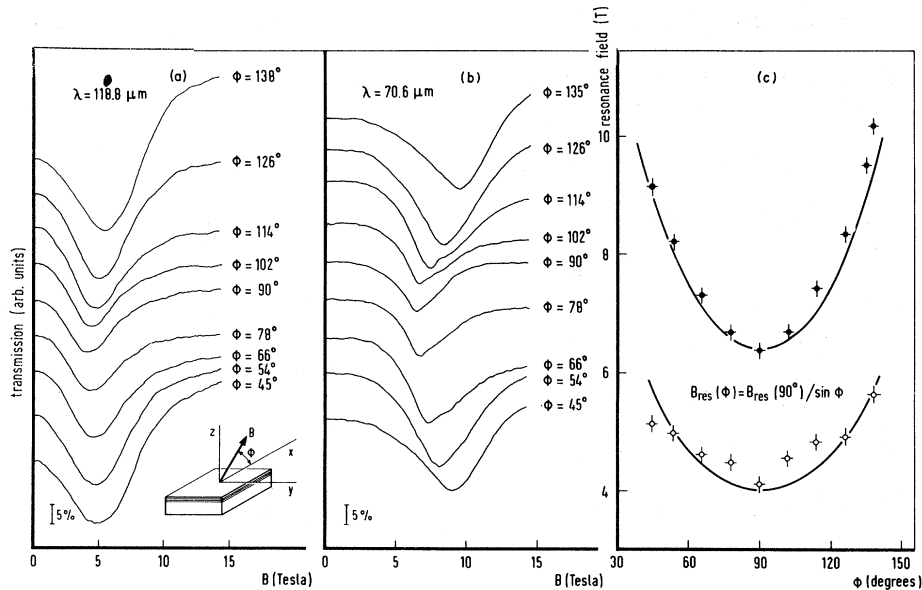 (a)
λ = 118.8 μm
Φ = 138°
Φ = 126°
Φ = 114°
Φ = 102°
Φ = 90°
Φ = 78°
Φ = 66°
Φ = 54°
Φ = 45°
transmission (arb. units)
5%
z
B
Φ
x
y
0
5
10
15
B (Tesla)
(b)
λ = 70.6 μm
Φ = 135°
Φ = 126°
Φ = 114°
Φ = 102°
Φ = 90°
Φ = 78°
Φ = 66°
Φ = 54°
Φ = 45°
5%
0
5
10
15
B (Tesla)
(c)
resonance field (T)
10
8
6
4
Bres (Φ) = Bres (90°) / sin Φ
30
60
90
120
150
Φ (degrees)